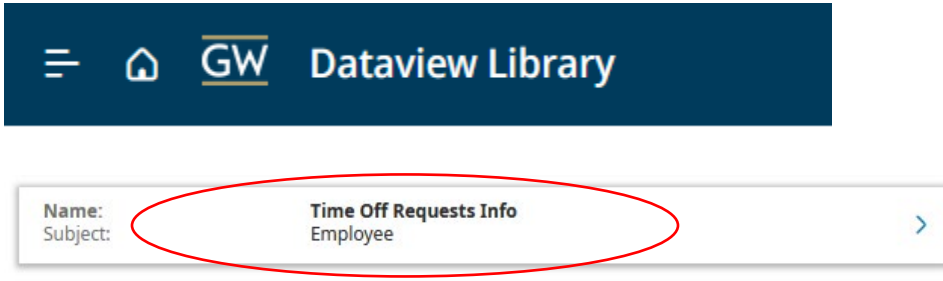 GW Dataview Library
Name: Time Off Requests Info
Subject: Employee